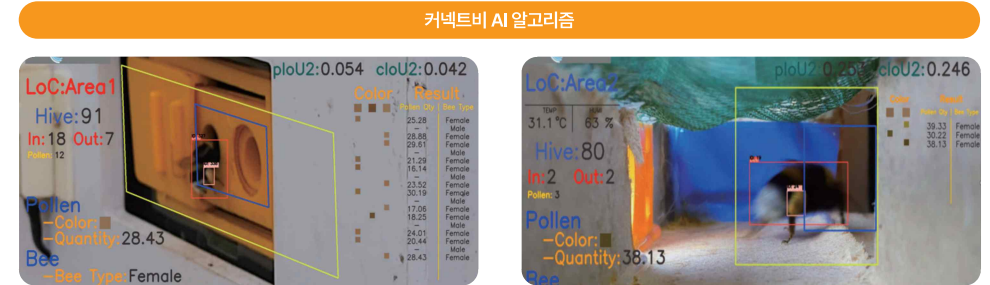 커넥트비 AI 알고리즘
pIoU2:0.054 cIoU2:0.042
LoC:Area1
Hive:91
In:18 Out:7
Pollen: 12
Color Result
Pollen Qty | Bee Type
25.28 Female
— Male
28.88 Female
29.61 Female
— Male
21.29 Female
16.14 Female
— Male
23.52 Female
30.19 Female
— Male
17.06 Female
18.25 Female
— Male
24.01 Female
20.44 Female
— Male
28.43 Female
Pollen
—Color:
—Quantity:28.43
Bee
—Bee Type:Female
cIoU2:0.246
LoC:Area2
TEMP HUM
31.1°C 63 %
Hive:80
In:2 Out:2
Pollen: 3
Result
Pollen Qty | Bee Type
39.33 Female
30.22 Female
38.13 Female
Pollen
—Color:
—Quantity:38.13
Bee